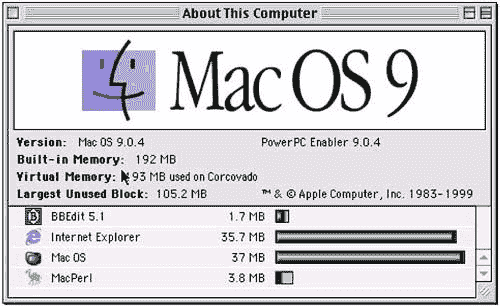 About This Computer
Mac OS 9
Version: Mac OS 9.0.4 PowerPC Enabler 9.0.4
Built-in Memory: 192 MB
Virtual Memory: 93 MB used on Corcovado
Largest Unused Block: 105.2 MB ™ & © Apple Computer, Inc. 1983-1999
BBEdit 5.1 1.7 MB
Internet Explorer 35.7 MB
Mac OS 37 MB
MacPerl 3.8 MB